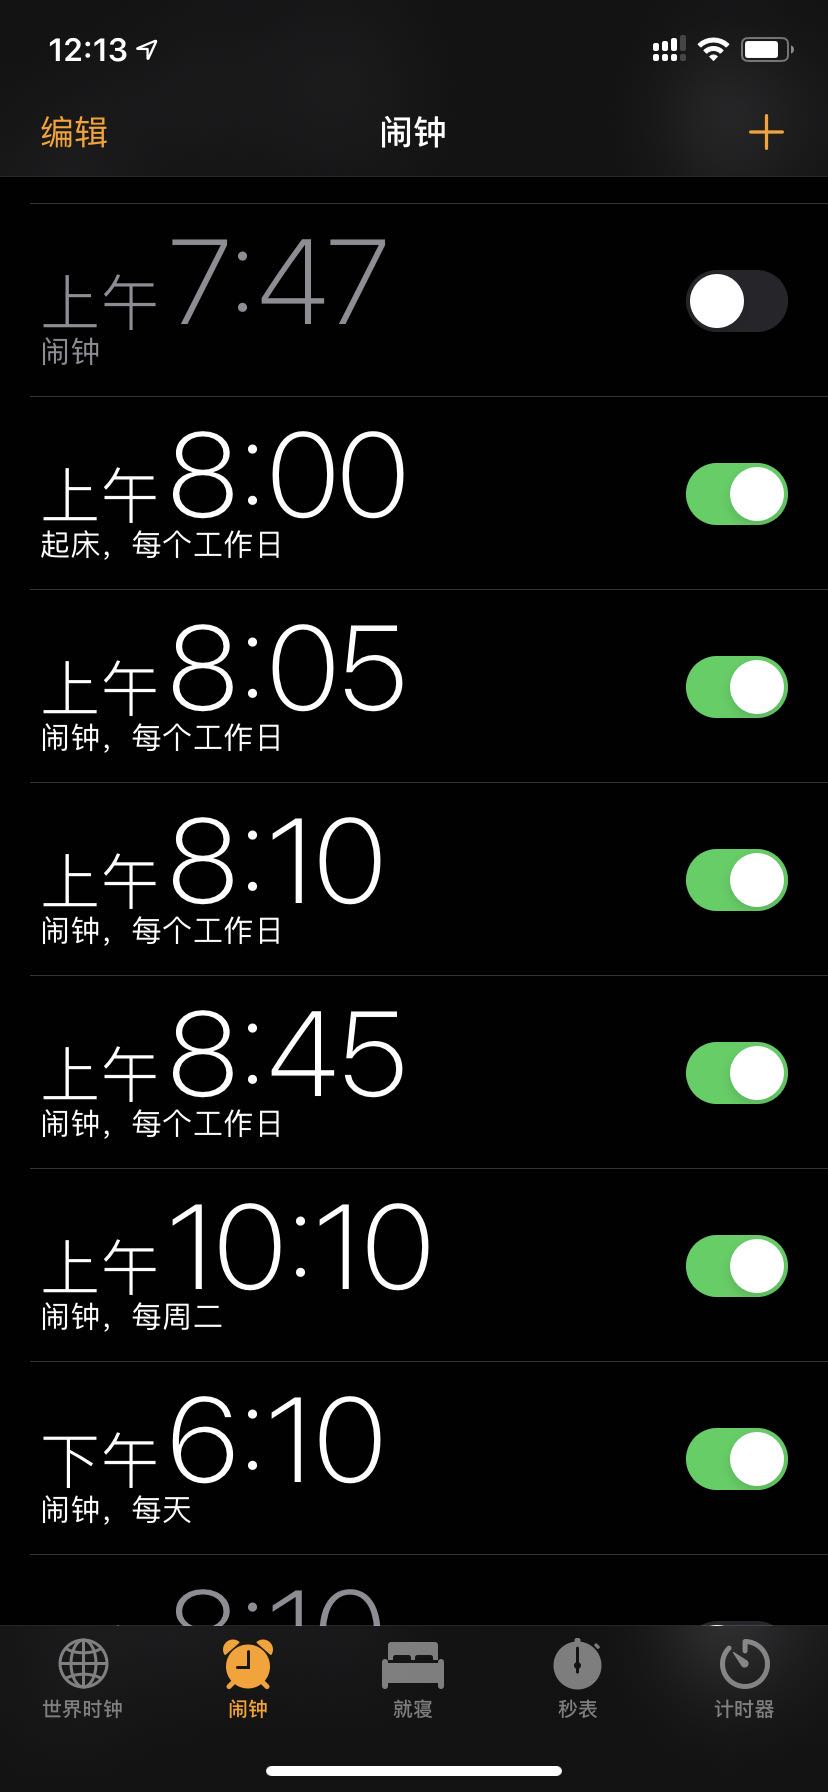 12:13
编辑
闹钟
上午7:47
闹钟
上午8:00
起床，每个工作日
上午8:05
闹钟，每个工作日
上午8:10
闹钟，每个工作日
上午8:45
闹钟，每个工作日
上午10:10
闹钟，每周二
下午6:10
闹钟，每天
8:10
世界时钟
闹钟
就寝
秒表
计时器